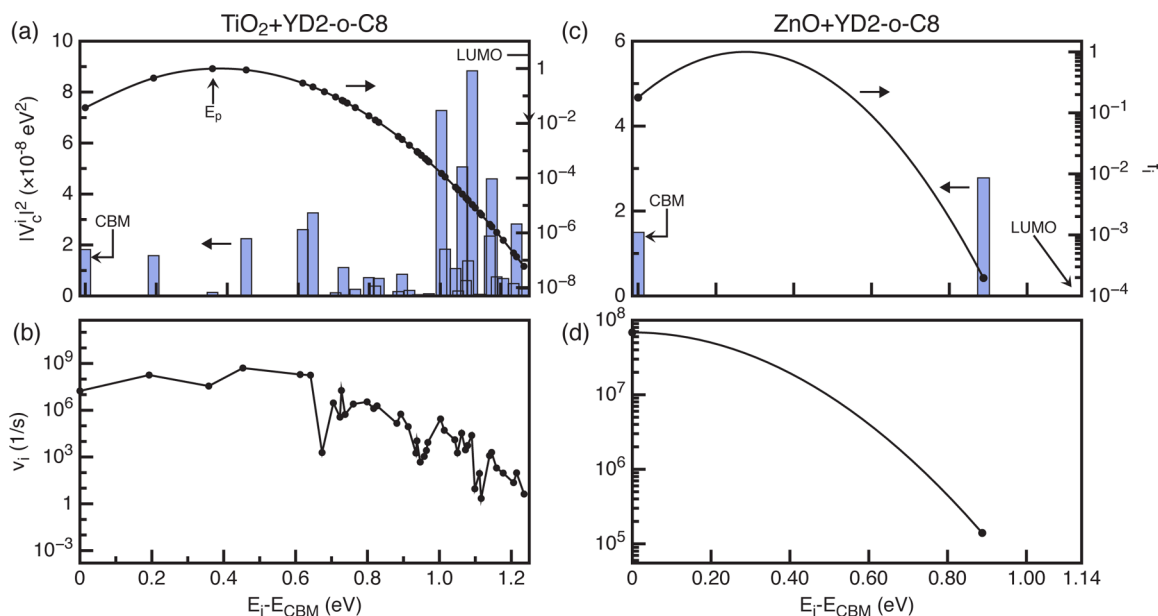 TiO₂+YD2-o-C8
ZnO+YD2-o-C8
(a)
10
8
6
4
2
0
|Vᶜⁱ|² (×10⁻⁸ eV²)
CBM
Eₚ
LUMO
1
10⁻²
10⁻⁴
10⁻⁶
10⁻⁸
(c)
6
4
2
0
CBM
LUMO
1
10⁻¹
10⁻²
10⁻³
10⁻⁴
fᵢ
(b)
10⁹
10⁶
10³
1
10⁻³
νᵢ (1/s)
0 0.2 0.4 0.6 0.8 1.0 1.2
Eᵢ-E_CBM (eV)
(d)
10⁸
10⁷
10⁶
10⁵
0 0.20 0.40 0.60 0.80 1.00 1.14
Eᵢ-E_CBM (eV)